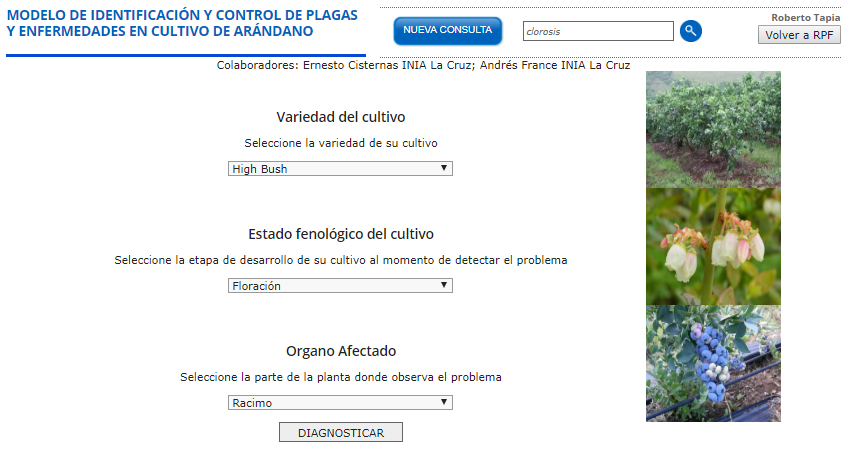 MODELO DE IDENTIFICACIÓN Y CONTROL DE PLAGAS
Y ENFERMEDADES EN CULTIVO DE ARÁNDANO
NUEVA CONSULTA
clorosis
Roberto Tapia
Volver a RPF
Colaboradores: Ernesto Cisternas INIA La Cruz; Andrés France INIA La Cruz
Variedad del cultivo
Seleccione la variedad de su cultivo
High Bush
Estado fenológico del cultivo
Seleccione la etapa de desarrollo de su cultivo al momento de detectar el problema
Floración
Organo Afectado
Seleccione la parte de la planta donde observa el problema
Racimo
DIAGNOSTICAR